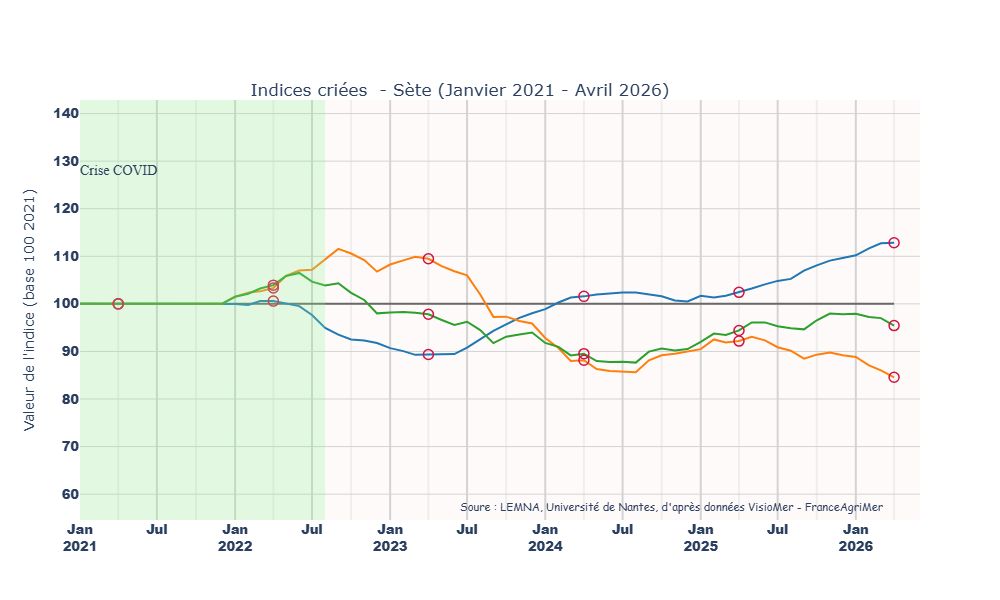 Indices criées  - Sète (Janvier 2021 - Avril 2026)
Valeur de l'indice (base 100 2021)
140
130
Crise COVID
120
110
100
90
80
70
60
Soure : LEMNA, Université de Nantes, d'après données VisioMer - FranceAgriMer
Jan Jul Jan Jul Jan Jul Jan Jul Jan Jul Jan
2021 2022 2023 2024 2025 2026